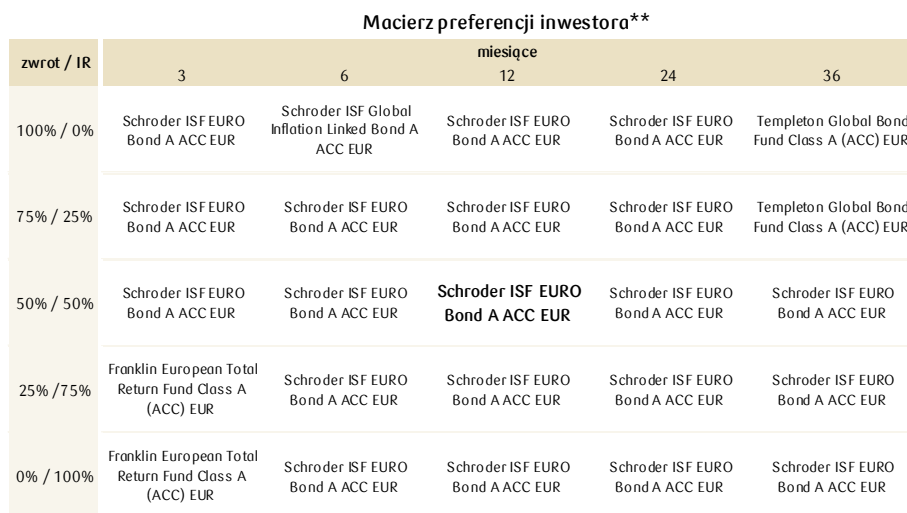 Macierz preferencji inwestora**
zwrot / IR
miesiące
3 6 12 24 36
100% / 0%
Schroder ISF EURO
Bond A ACC EUR
Schroder ISF Global
Inflation Linked Bond A
ACC EUR
Schroder ISF EURO
Bond A ACC EUR
Schroder ISF EURO
Bond A ACC EUR
Templeton Global Bond
Fund Class A (ACC) EUR
75% / 25%
Schroder ISF EURO
Bond A ACC EUR
Schroder ISF EURO
Bond A ACC EUR
Schroder ISF EURO
Bond A ACC EUR
Schroder ISF EURO
Bond A ACC EUR
Templeton Global Bond
Fund Class A (ACC) EUR
50% / 50%
Schroder ISF EURO
Bond A ACC EUR
Schroder ISF EURO
Bond A ACC EUR
Schroder ISF EURO
Bond A ACC EUR
Schroder ISF EURO
Bond A ACC EUR
Schroder ISF EURO
Bond A ACC EUR
25% /75%
Franklin European Total
Return Fund Class A
(ACC) EUR
Schroder ISF EURO
Bond A ACC EUR
Schroder ISF EURO
Bond A ACC EUR
Schroder ISF EURO
Bond A ACC EUR
Schroder ISF EURO
Bond A ACC EUR
0% / 100%
Franklin European Total
Return Fund Class A
(ACC) EUR
Schroder ISF EURO
Bond A ACC EUR
Schroder ISF EURO
Bond A ACC EUR
Schroder ISF EURO
Bond A ACC EUR
Schroder ISF EURO
Bond A ACC EUR